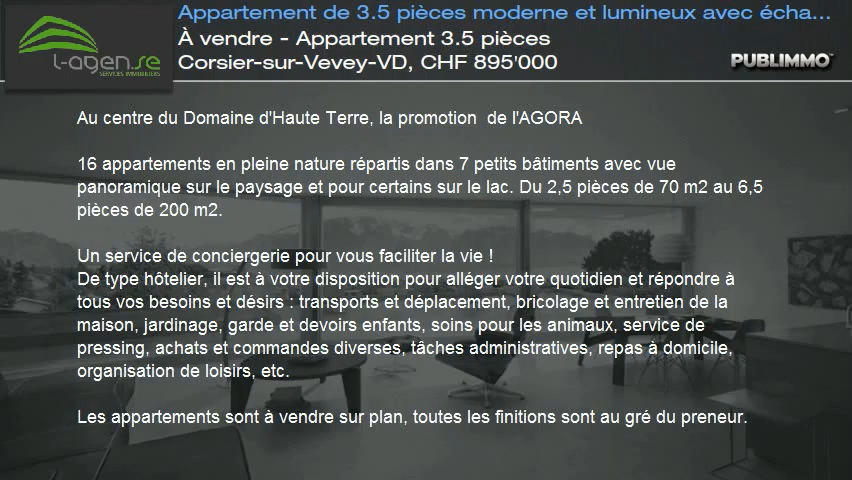 Appartement de 3.5 pièces moderne et lumineux avec écha...
À vendre - Appartement 3.5 pièces
Corsier-sur-Vevey-VD, CHF 895'000
L-agen.se
SERVICES IMMOBILIERS
PUBLIMMO™
Au centre du Domaine d'Haute Terre, la promotion  de l'AGORA
16 appartements en pleine nature répartis dans 7 petits bâtiments avec vue
panoramique sur le paysage et pour certains sur le lac. Du 2,5 pièces de 70 m2 au 6,5
pièces de 200 m2.
Un service de conciergerie pour vous faciliter la vie !
De type hôtelier, il est à votre disposition pour alléger votre quotidien et répondre à
tous vos besoins et désirs : transports et déplacement, bricolage et entretien de la
maison, jardinage, garde et devoirs enfants, soins pour les animaux, service de
pressing, achats et commandes diverses, tâches administratives, repas à domicile,
organisation de loisirs, etc.
Les appartements sont à vendre sur plan, toutes les finitions sont au gré du preneur.